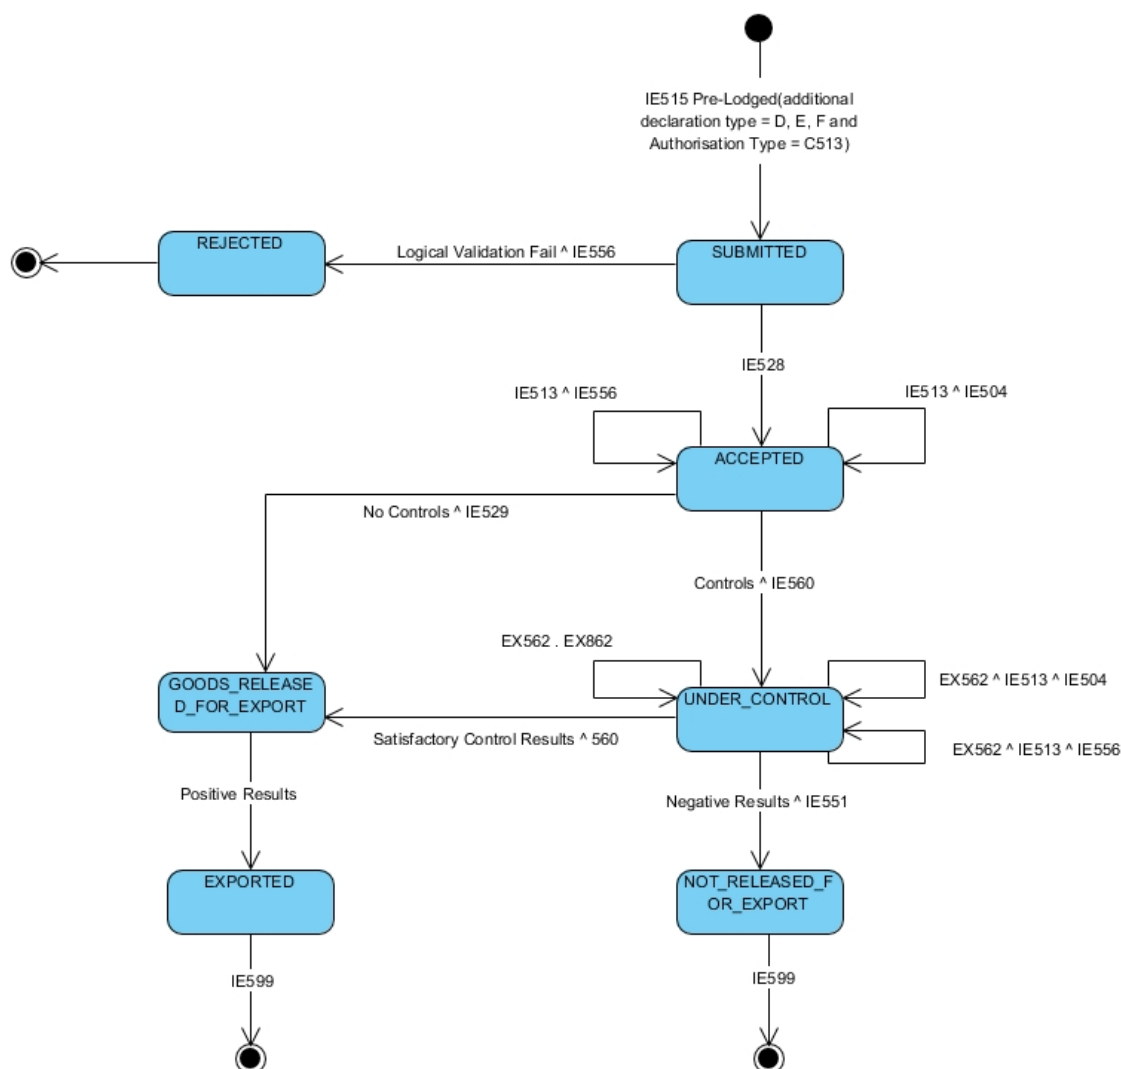 IE515 Pre-Lodged(additional
declaration type = D, E, F and
Authorisation Type = C513)
REJECTED
Logical Validation Fail ^ IE556
SUBMITTED
IE528
IE513 ^ IE556
IE513 ^ IE504
ACCEPTED
No Controls ^ IE529
Controls ^ IE560
EX562 . EX862
EX562 ^ IE513 ^ IE504
GOODS_RELEASE
D_FOR_EXPORT
UNDER_CONTROL
Satisfactory Control Results ^ 560
EX562 ^ IE513 ^ IE556
Positive Results
Negative Results ^ IE551
EXPORTED
NOT_RELEASED_F
OR_EXPORT
IE599
IE599